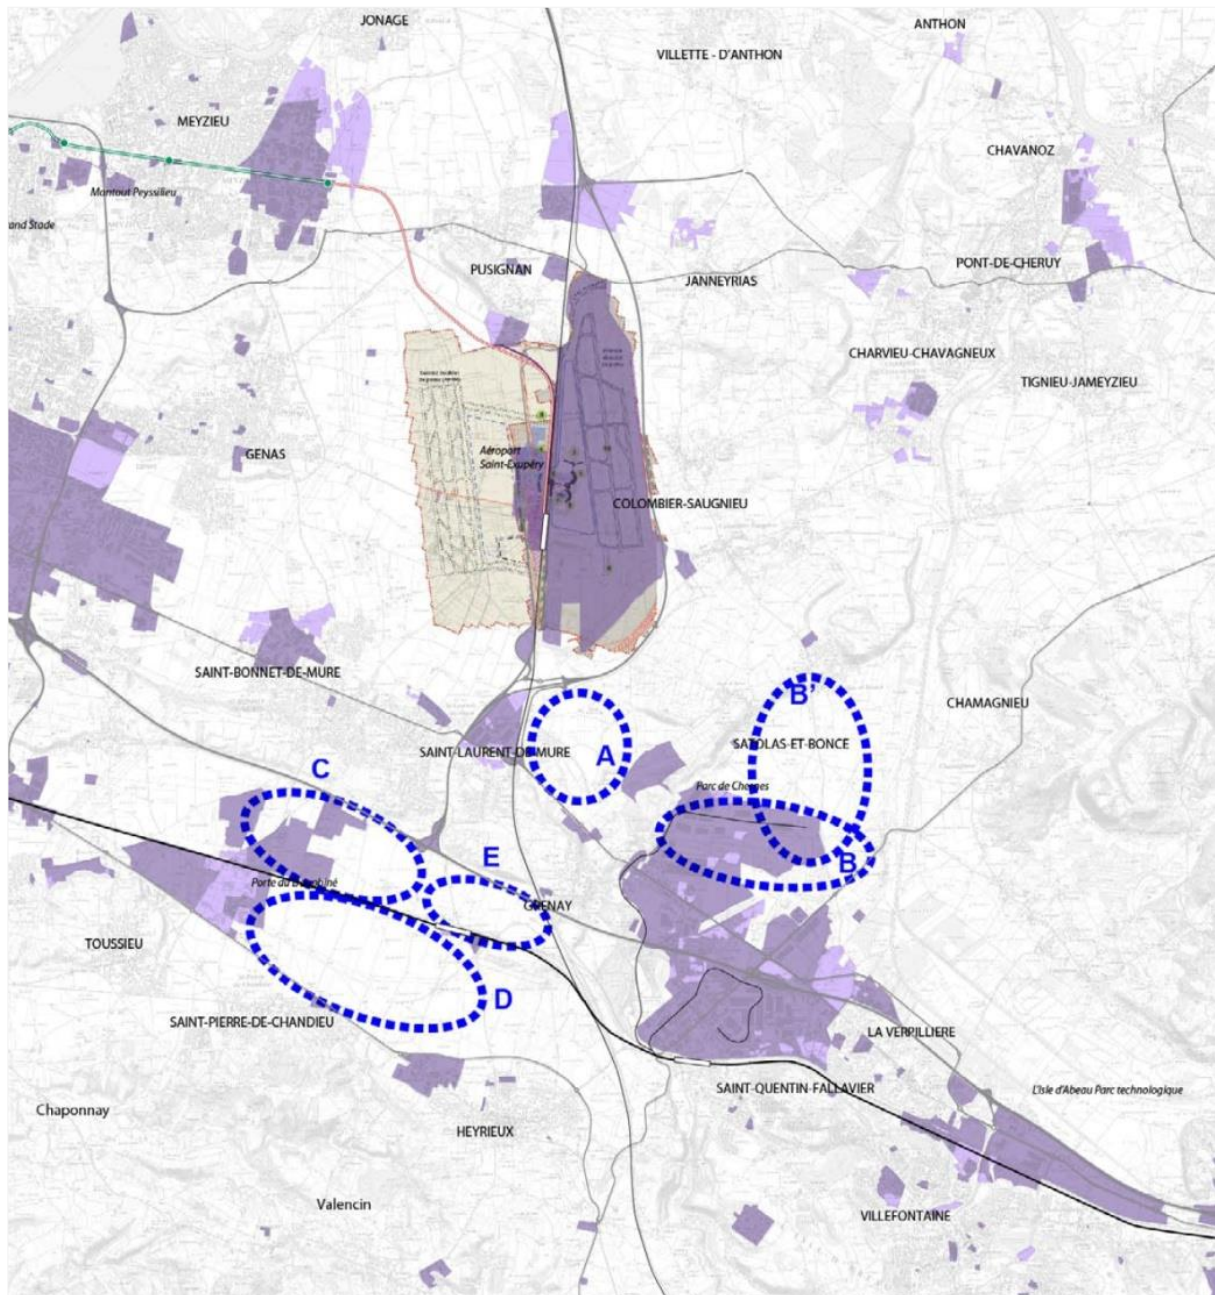 JONAGE
ANTHON
VILLETTE - D'ANTHON
MEYZIEU
CHAVANOZ
Montout Peyssilieu
and Stade
PUSIGNAN
JANNEYRIAS
PONT-DE-CHERUY
CHARVIEU-CHAVAGNEUX
TIGNIEU-JAMEYZIEU
GENAS
Aéroport
Saint-Exupéry
COLOMBIER-SAUGNIEU
SAINT-BONNET-DE-MURE
B'
CHAMAGNIEU
SAINT-LAURENT-DE-MURE
A
SATOLAS-ET-BONCE
C
Parc de Chesnes
E
B
Porte du Dauphiné
GRENAY
TOUSSIEU
D
SAINT-PIERRE-DE-CHANDIEU
LA VERPILLIERE
SAINT-QUENTIN-FALLAVIER
L'Isle d'Abeau Parc technologique
Chaponnay
HEYRIEUX
Valencin
VILLEFONTAINE